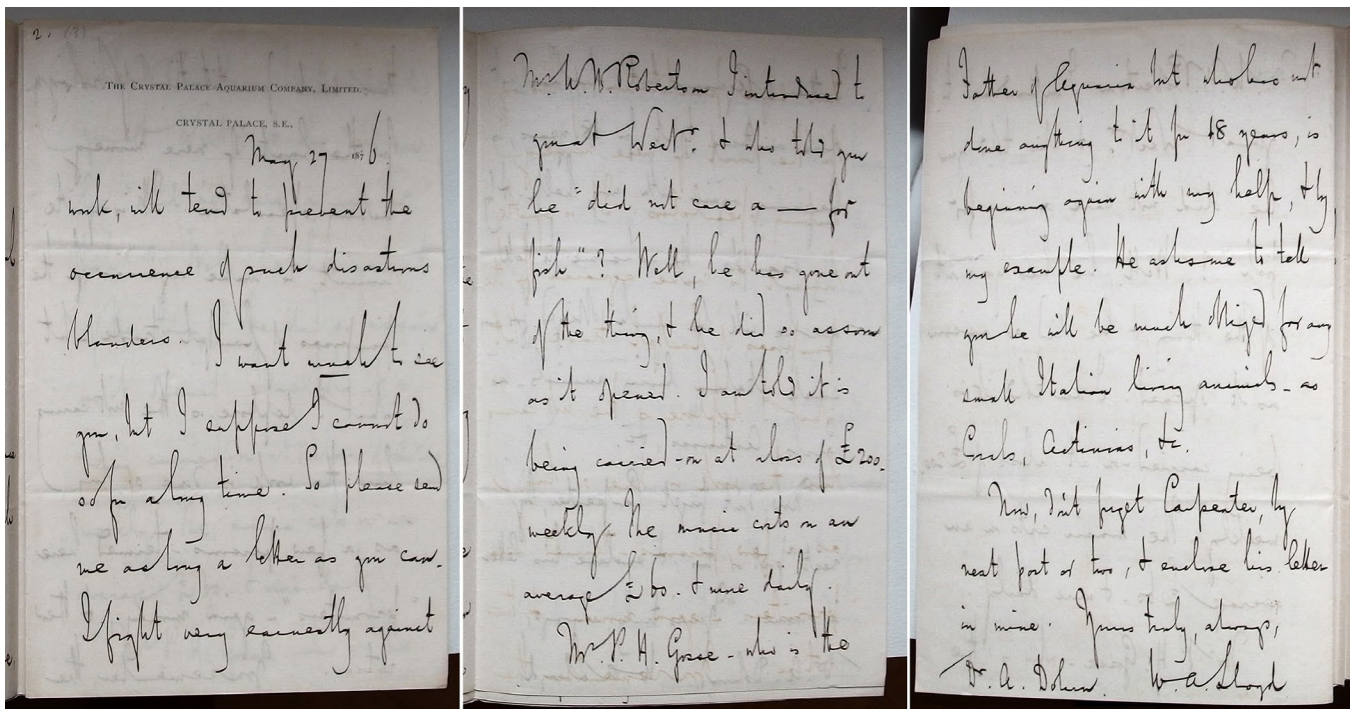 2. (3)
THE CRYSTAL PALACE AQUARIUM COMPANY, LIMITED.
CRYSTAL PALACE, S.E.,
May 27 1876.
work, will tend to prevent the
occurrence of such disastrous
blunders. I want much to see
you, but I suppose I cannot do
so for a long time. So please send
me as long a letter as you can.
I fight very earnestly against
Mr. W. W. Robertson I introduced to
you at West:r & who told you
he "did not care a — for
fish"? Well, he has gone out
of the thing, & he did so as soon
as it opened. I am told it is
being carried-on at a loss of £200.
weekly. The music costs on an
average £60. & more daily.
Mr. P. H. Gosse - who is the
Father of Aquaria but who has not
done anything to it for 18 years, is
beginning again with my help, & by
my example. He asks me to tell
you he will be much obliged for any
small Italian living animals - as
Corals, Actinias, &c.
Now, don't forget Carpenter, by
next post or two, & enclose his letter
in mine. Yours truly, always,
Dr. A. Dohrn. W. A. Lloyd